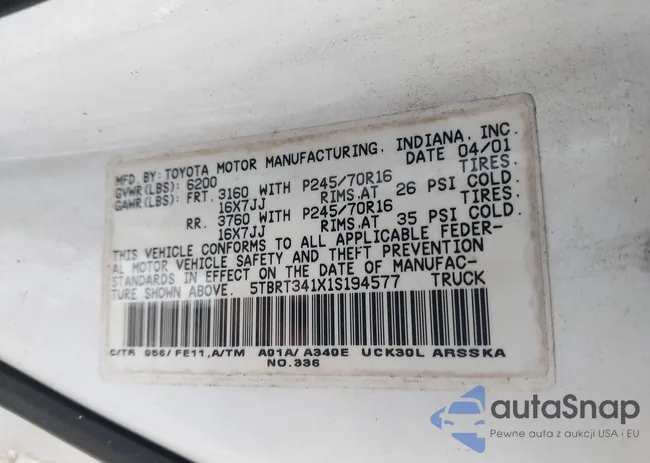 MFD. BY: TOYOTA MOTOR MANUFACTURING, INDIANA, INC.
GVWR(LBS): 6200 DATE 04/01
GAWR(LBS): FRT. 3160 WITH P245/70R16 TIRES.
16X7JJ RIMS.AT 26 PSI COLD.
RR. 3760 WITH P245/70R16 TIRES.
16X7JJ RIMS.AT 35 PSI COLD.
THIS VEHICLE CONFORMS TO ALL APPLICABLE FEDER-
AL MOTOR VEHICLE SAFETY AND THEFT PREVENTION
STANDARDS IN EFFECT ON THE DATE OF MANUFAC-
TURE SHOWN ABOVE. 5TBRT341X1S194577 TRUCK
C/TR 056/FE11,A/TM A01A/A340E UCK30L ARSSKA
NO.336
autaSnap
Pewne auta z aukcji USA i EU